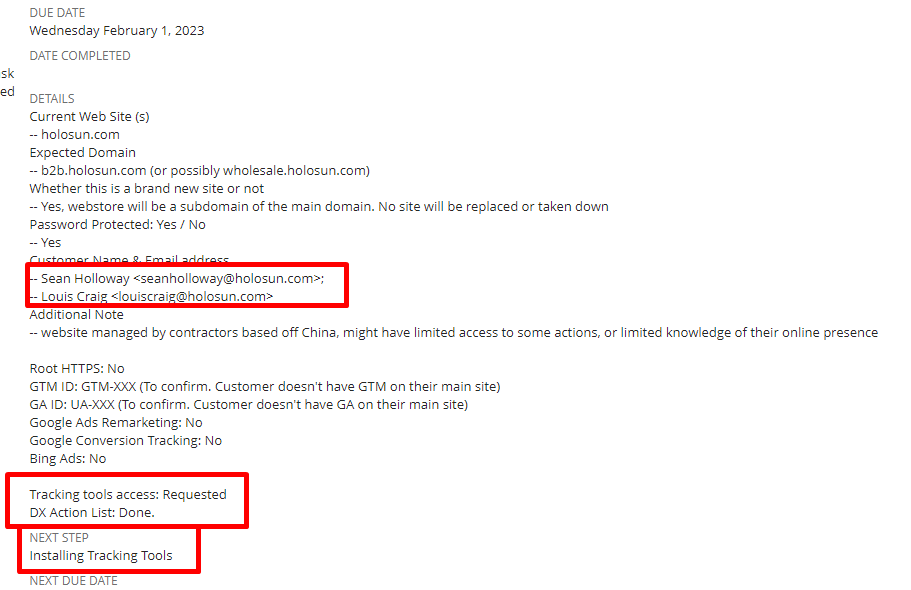 DUE DATE
Wednesday February 1, 2023
DATE COMPLETED
sk
ed
DETAILS
Current Web Site (s)
-- holosun.com
Expected Domain
-- b2b.holosun.com (or possibly wholesale.holosun.com)
Whether this is a brand new site or not
-- Yes, webstore will be a subdomain of the main domain. No site will be replaced or taken down
Password Protected: Yes / No
-- Yes
Customer Name & Email address
-- Sean Holloway <seanholloway@holosun.com>;
-- Louis Craig <louiscraig@holosun.com>
Additional Note
-- website managed by contractors based off China, might have limited access to some actions, or limited knowledge of their online presence
Root HTTPS: No
GTM ID: GTM-XXX (To confirm. Customer doesn't have GTM on their main site)
GA ID: UA-XXX (To confirm. Customer doesn't have GA on their main site)
Google Ads Remarketing: No
Google Conversion Tracking: No
Bing Ads: No
Tracking tools access: Requested
DX Action List: Done.
NEXT STEP
Installing Tracking Tools
NEXT DUE DATE